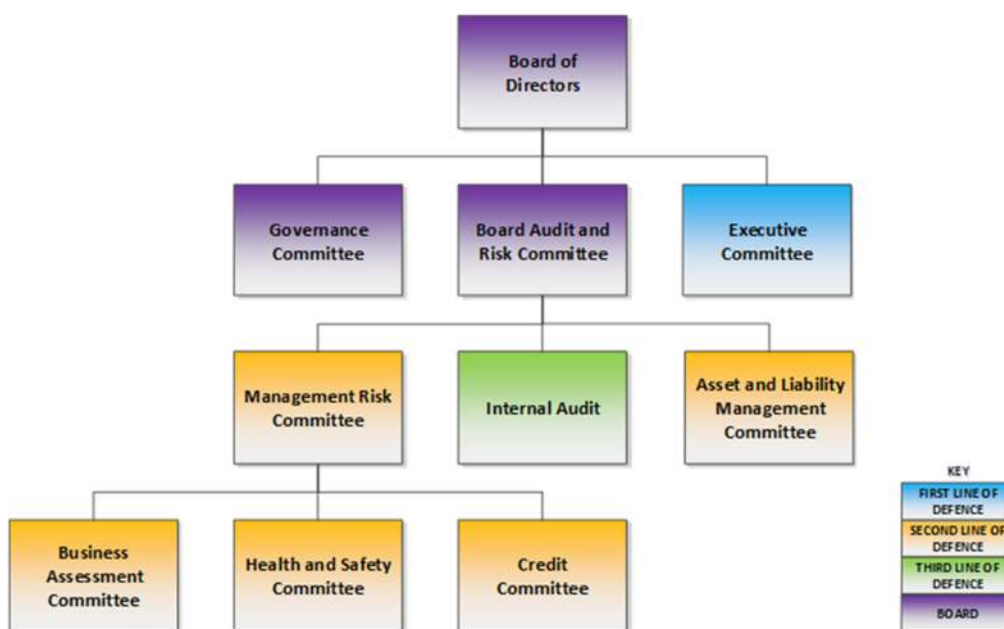 Board of
Directors
Governance
Committee
Board Audit and
Risk Committee
Executive
Committee
Management Risk
Committee
Internal Audit
Asset and Liability
Management
Committee
Business
Assessment
Committee
Health and Safety
Committee
Credit
Committee
KEY
FIRST LINE OF
DEFENCE
SECOND LINE OF
DEFENCE
THIRD LINE OF
DEFENCE
BOARD